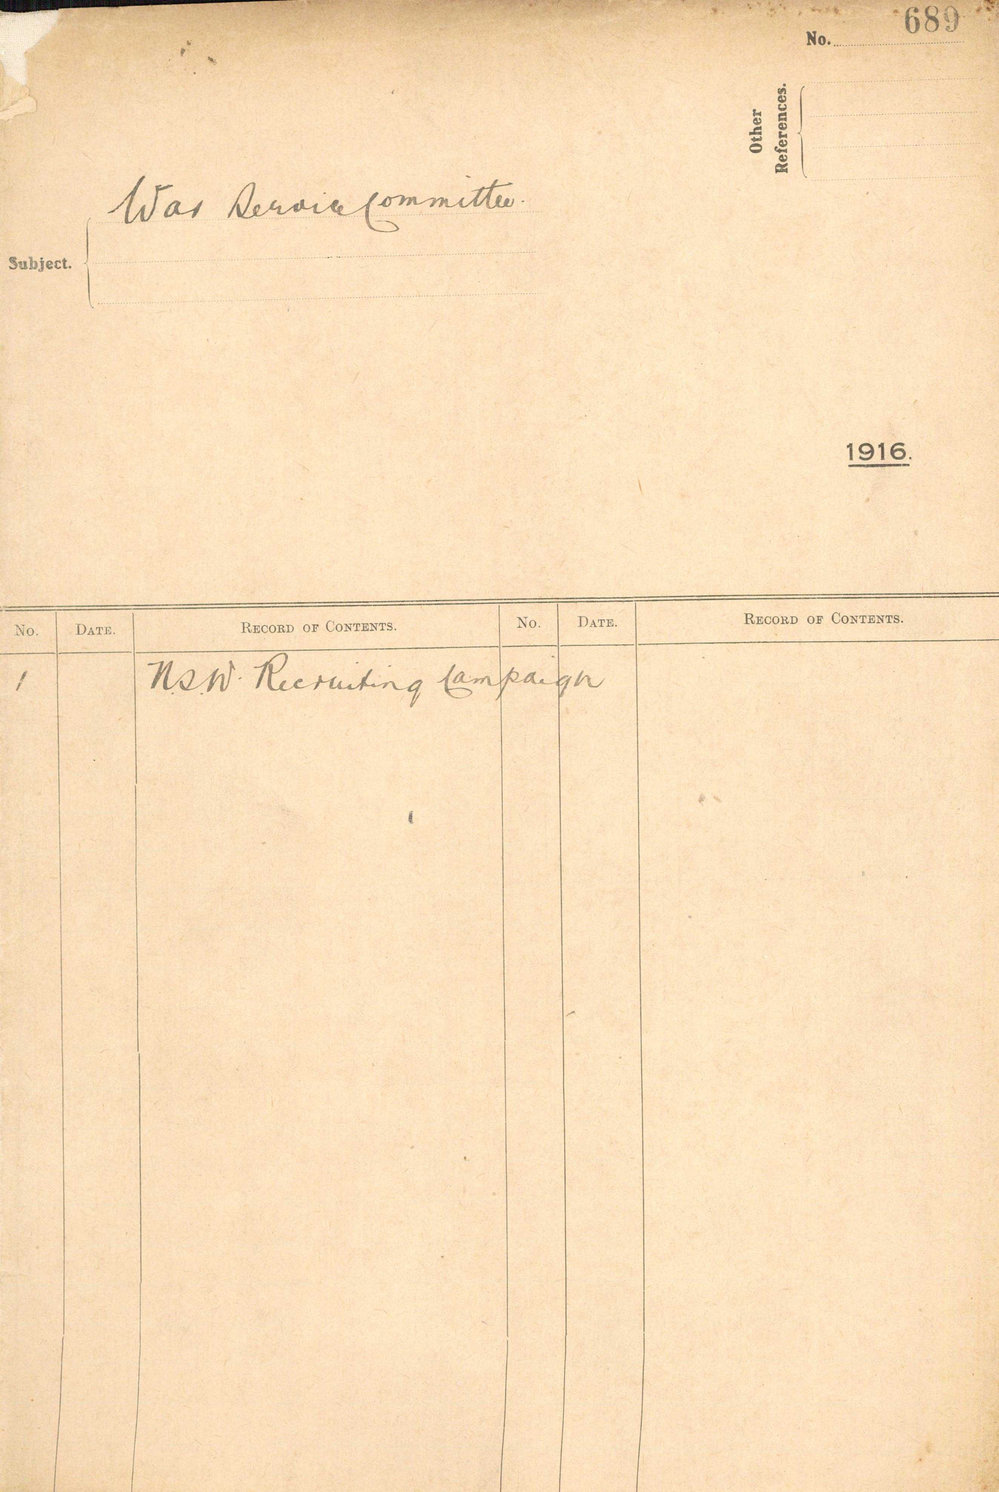 No. 689
Other
References.
War Service Committee.
Subject.
1916.
No. DATE. RECORD OF CONTENTS. No. DATE. RECORD OF CONTENTS.
1 N.S.W. Recruiting Campaign